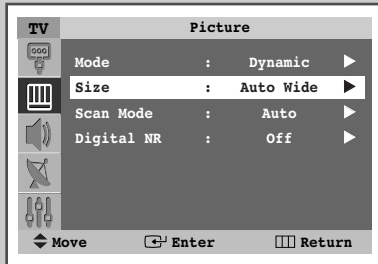 TV Picture
Mode : Dynamic
Size : Auto Wide
Scan Mode : Auto
Digital NR : Off
Move Enter Return